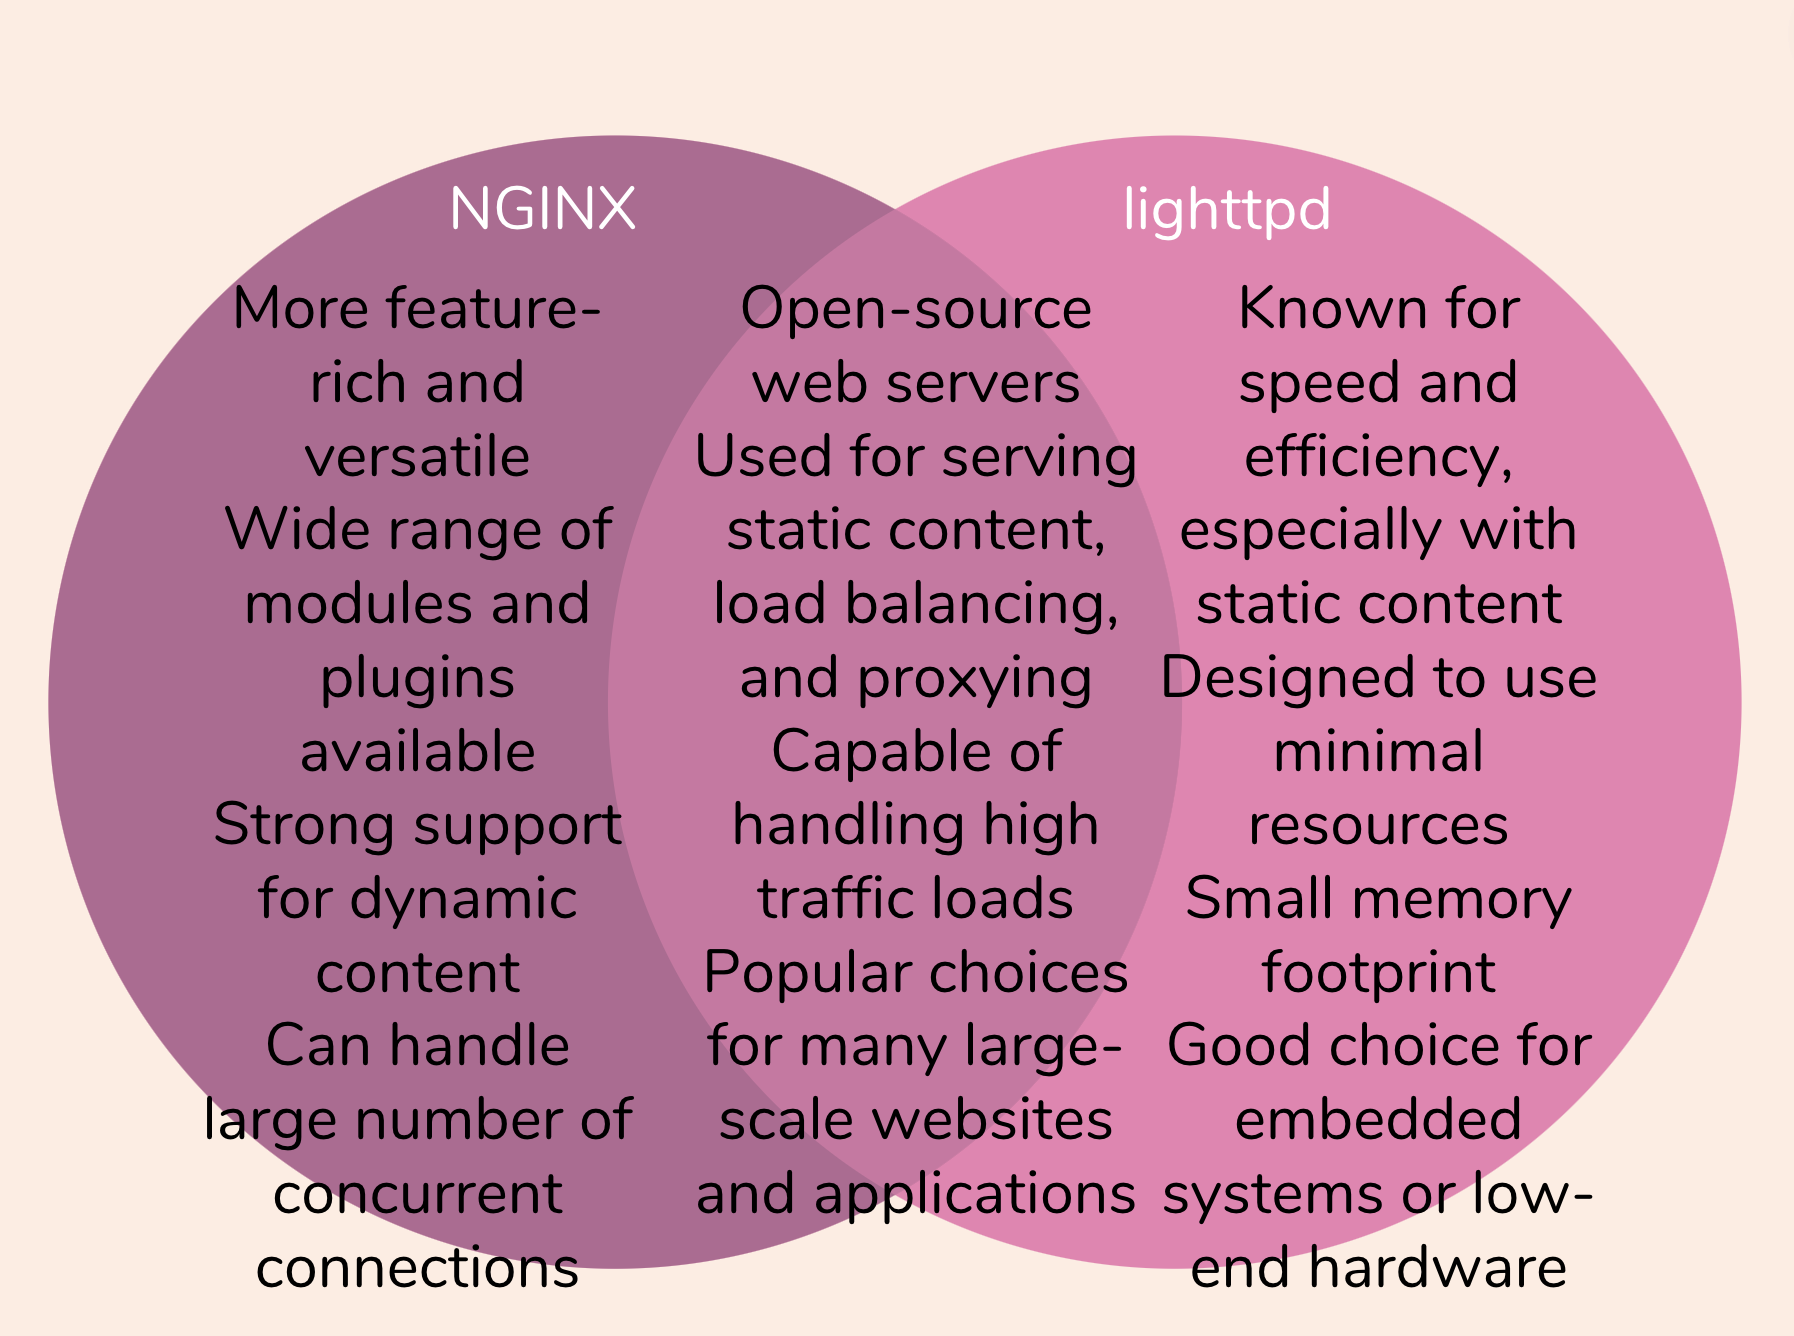 NGINX
More feature-
rich and
versatile
Wide range of
modules and
plugins
available
Strong support
for dynamic
content
Can handle
large number of
concurrent
connections
Open-source
web servers
Used for serving
static content,
load balancing,
and proxying
Capable of
handling high
traffic loads
Popular choices
for many large-
scale websites
and applications
lighttpd
Known for
speed and
efficiency,
especially with
static content
Designed to use
minimal
resources
Small memory
footprint
Good choice for
embedded
systems or low-
end hardware